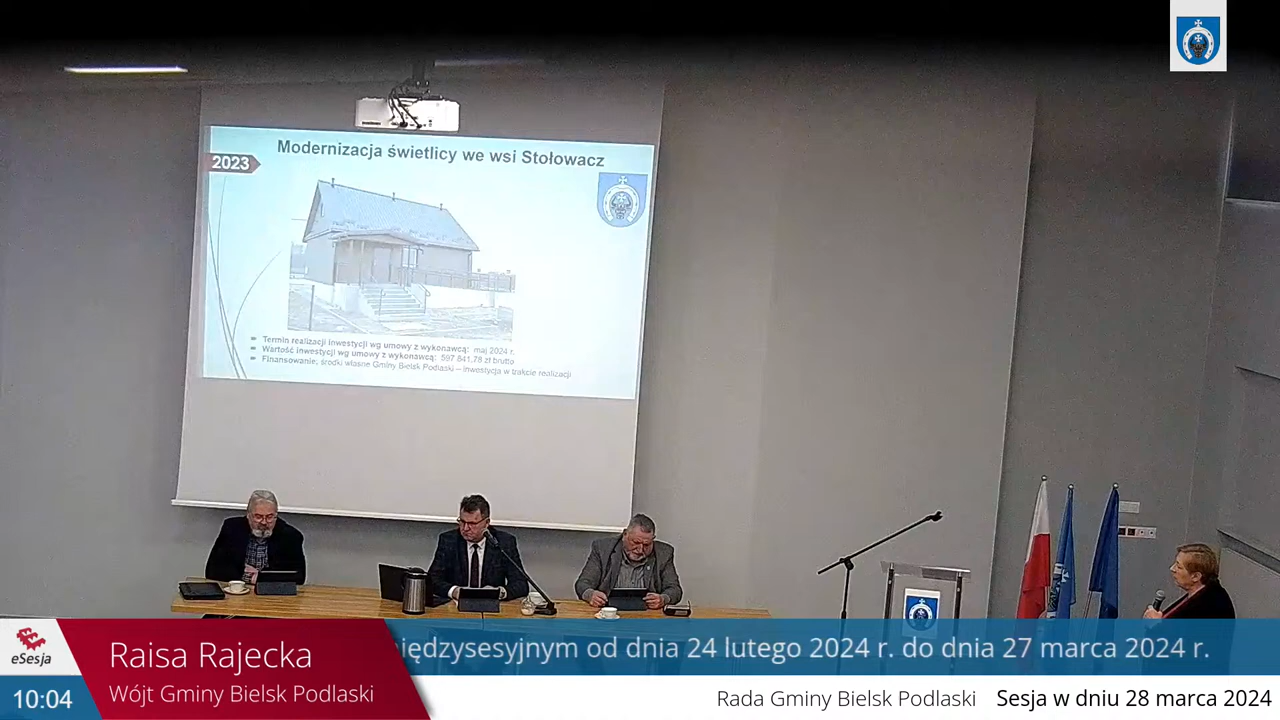 Modernizacja świetlicy we wsi Stołowacz
2023
Termin realizacji inwestycji wg umowy z wykonawcą: maj 2024 r.
Wartość inwestycji wg umowy z wykonawcą: 597 841,78 zł brutto
Finansowanie: środki własne Gminy Bielsk Podlaski – inwestycja w trakcie realizacji
eSesja
10:04
Raisa Rajecka
Wójt Gminy Bielsk Podlaski
iędzysesyjnym od dnia 24 lutego 2024 r. do dnia 27 marca 2024 r.
Rada Gminy Bielsk Podlaski Sesja w dniu 28 marca 2024